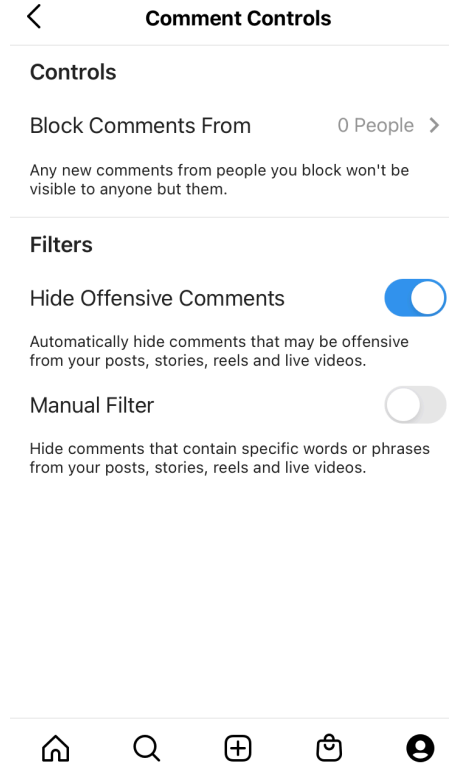 Comment Controls
Controls
Block Comments From 0 People
Any new comments from people you block won't be
visible to anyone but them.
Filters
Hide Offensive Comments
Automatically hide comments that may be offensive
from your posts, stories, reels and live videos.
Manual Filter
Hide comments that contain specific words or phrases
from your posts, stories, reels and live videos.